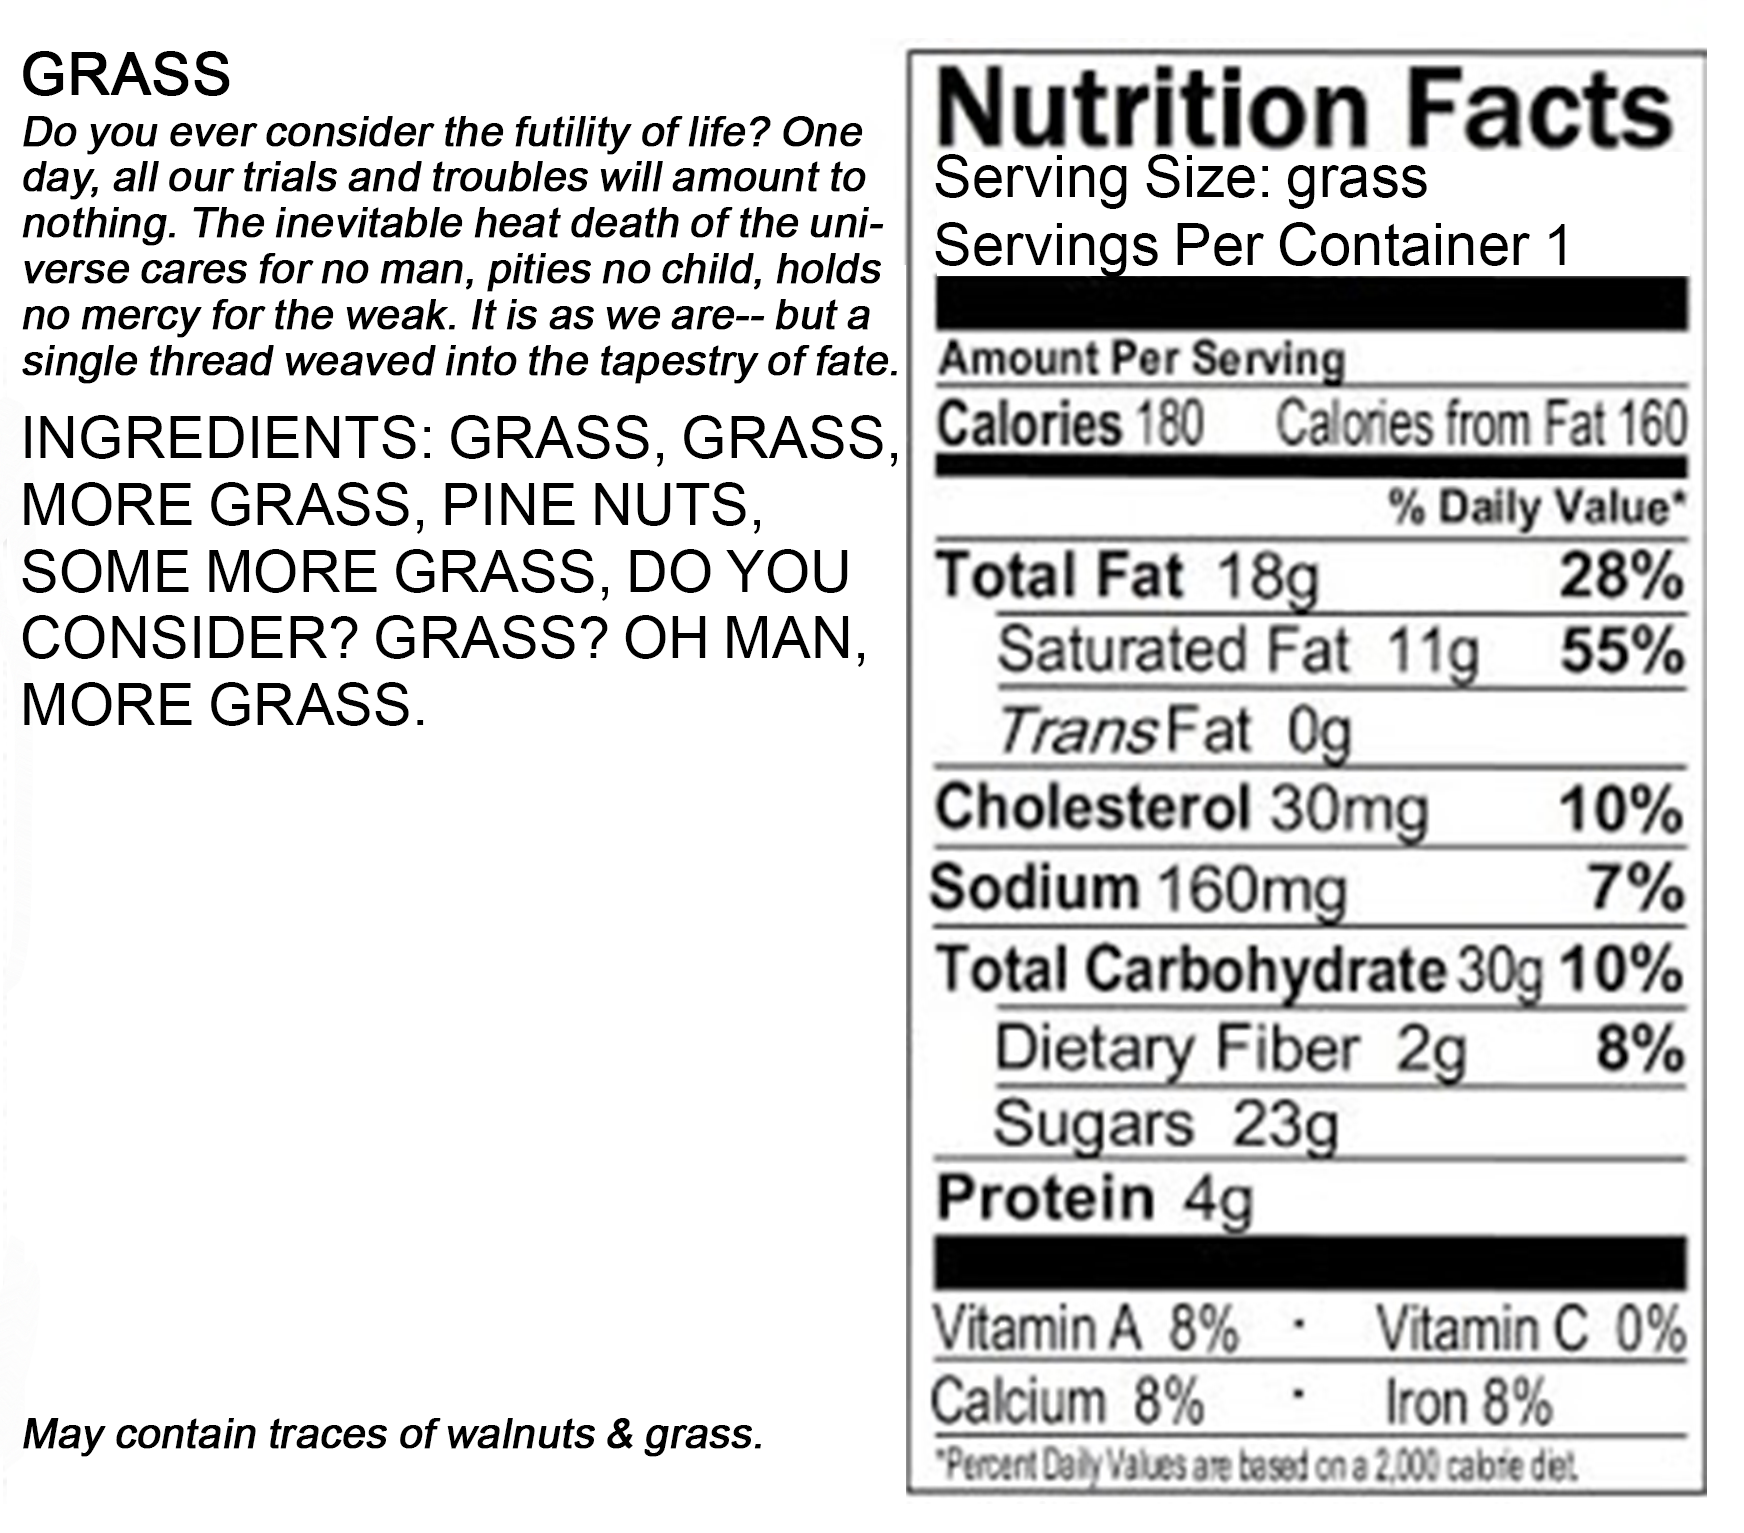 GRASS
Do you ever consider the futility of life? One
day, all our trials and troubles will amount to
nothing. The inevitable heat death of the uni-
verse cares for no man, pities no child, holds
no mercy for the weak. It is as we are-- but a
single thread weaved into the tapestry of fate.
INGREDIENTS: GRASS, GRASS,
MORE GRASS, PINE NUTS,
SOME MORE GRASS, DO YOU
CONSIDER? GRASS? OH MAN,
MORE GRASS.
May contain traces of walnuts & grass.
Nutrition Facts
Serving Size: grass
Servings Per Container 1
Amount Per Serving
Calories 180 Calories from Fat 160
% Daily Value*
Total Fat 18g 28%
Saturated Fat 11g 55%
Trans Fat 0g
Cholesterol 30mg 10%
Sodium 160mg 7%
Total Carbohydrate 30g 10%
Dietary Fiber 2g 8%
Sugars 23g
Protein 4g
Vitamin A 8% · Vitamin C 0%
Calcium 8% · Iron 8%
*Percent Daily Values are based on a 2,000 calorie diet.